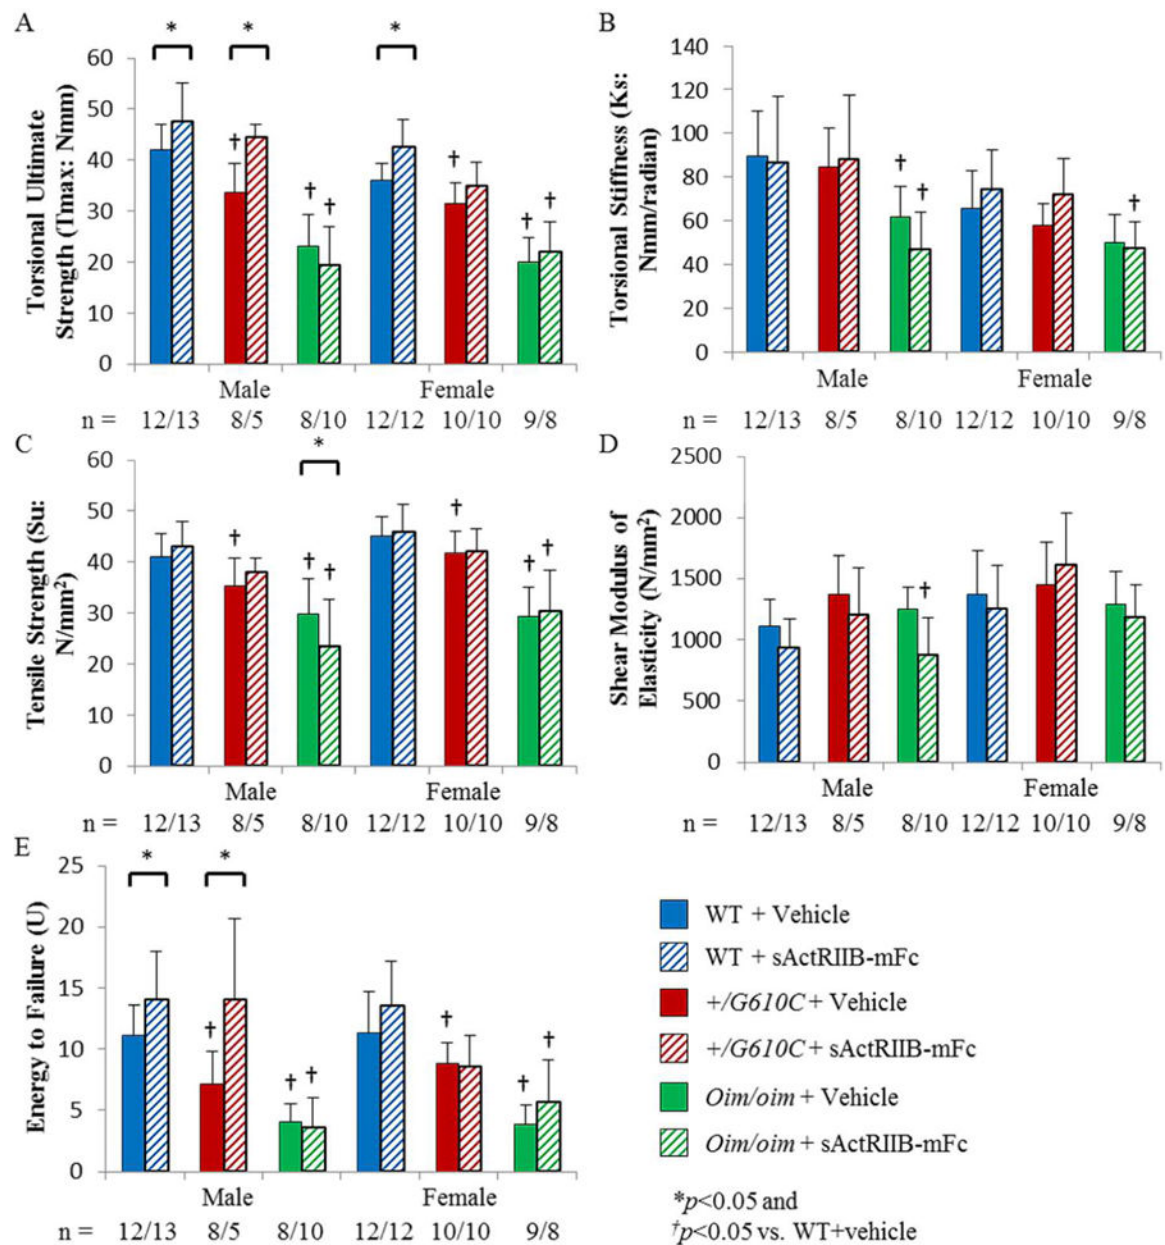 A
Torsional Ultimate
Strength (Tmax: Nmm)
60
50
40
30
20
10
0
*
*
*
†
†
†
†
†
†
Male
Female
n =
12/13
8/5
8/10
12/12
10/10
9/8
B
Torsional Stiffness (Ks:
Nmm/radian)
140
120
100
80
60
40
20
0
†
†
†
Male
Female
n =
12/13
8/5
8/10
12/12
10/10
9/8
C
Tensile Strength (Su:
N/mm²)
60
50
40
30
20
10
0
*
†
†
†
†
†
†
Male
Female
n =
12/13
8/5
8/10
12/12
10/10
9/8
D
Shear Modulus of
Elasticity (N/mm²)
2500
2000
1500
1000
500
0
†
Male
Female
n =
12/13
8/5
8/10
12/12
10/10
9/8
E
Energy to Failure (U)
25
20
15
10
5
0
*
*
†
†
†
†
†
†
Male
Female
n =
12/13
8/5
8/10
12/12
10/10
9/8
WT + Vehicle
WT + sActRIIB-mFc
+/G610C + Vehicle
+/G610C + sActRIIB-mFc
Oim/oim + Vehicle
Oim/oim + sActRIIB-mFc
*p<0.05 and
†p<0.05 vs. WT+vehicle